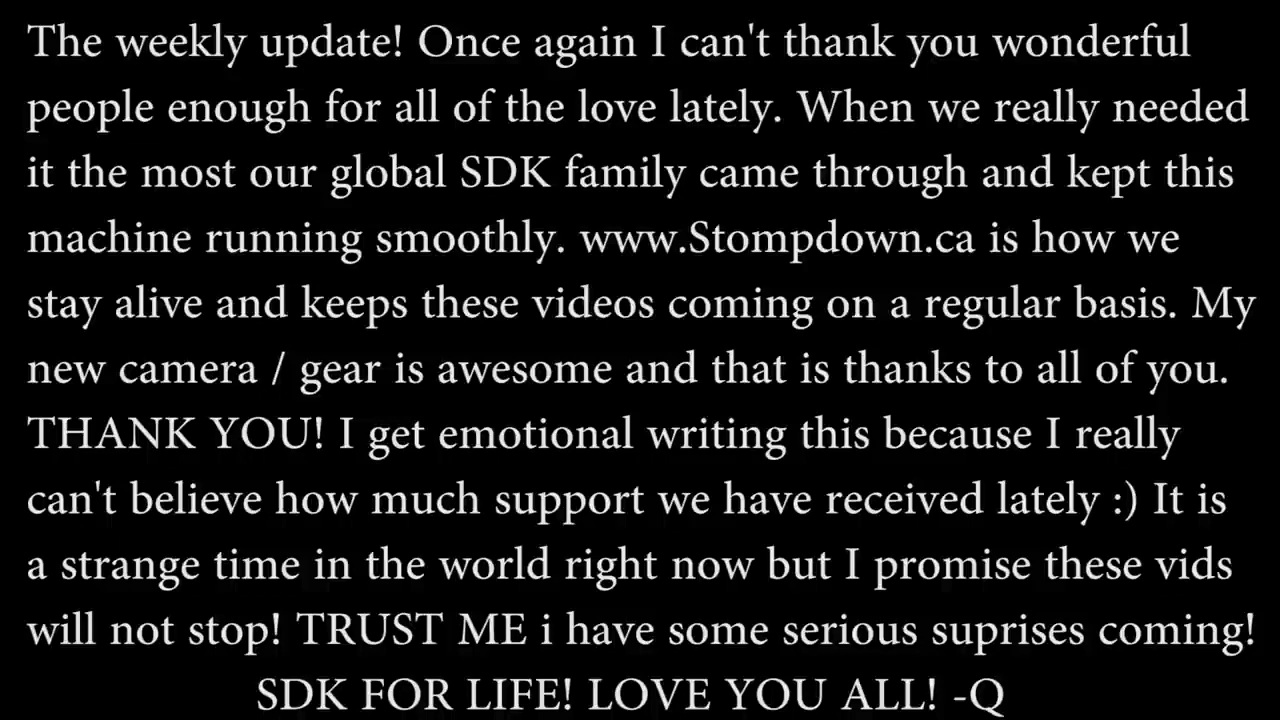 The weekly update! Once again I can't thank you wonderful
people enough for all of the love lately. When we really needed
it the most our global SDK family came through and kept this
machine running smoothly. www.Stompdown.ca is how we
stay alive and keeps these videos coming on a regular basis. My
new camera / gear is awesome and that is thanks to all of you.
THANK YOU! I get emotional writing this because I really
can't believe how much support we have received lately :) It is
a strange time in the world right now but I promise these vids
will not stop! TRUST ME i have some serious suprises coming!
SDK FOR LIFE! LOVE YOU ALL! -Q